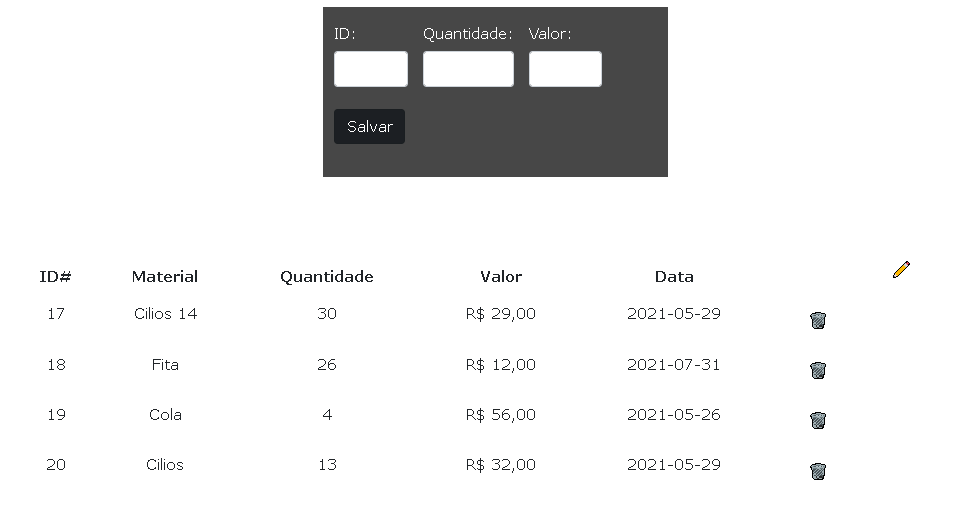 ID: Quantidade: Valor:
Salvar
ID# Material Quantidade Valor Data
17 Cilios 14 30 R$ 29,00 2021-05-29
18 Fita 26 R$ 12,00 2021-07-31
19 Cola 4 R$ 56,00 2021-05-26
20 Cilios 13 R$ 32,00 2021-05-29